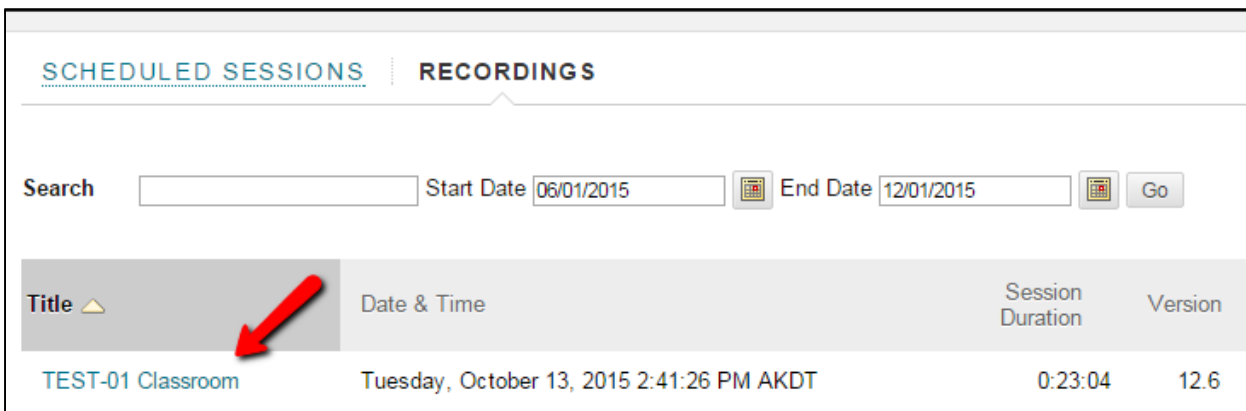 SCHEDULED SESSIONS RECORDINGS
Search Start Date 06/01/2015 End Date 12/01/2015 Go
Title Date & Time Session Duration Version
TEST-01 Classroom Tuesday, October 13, 2015 2:41:26 PM AKDT 0:23:04 12.6